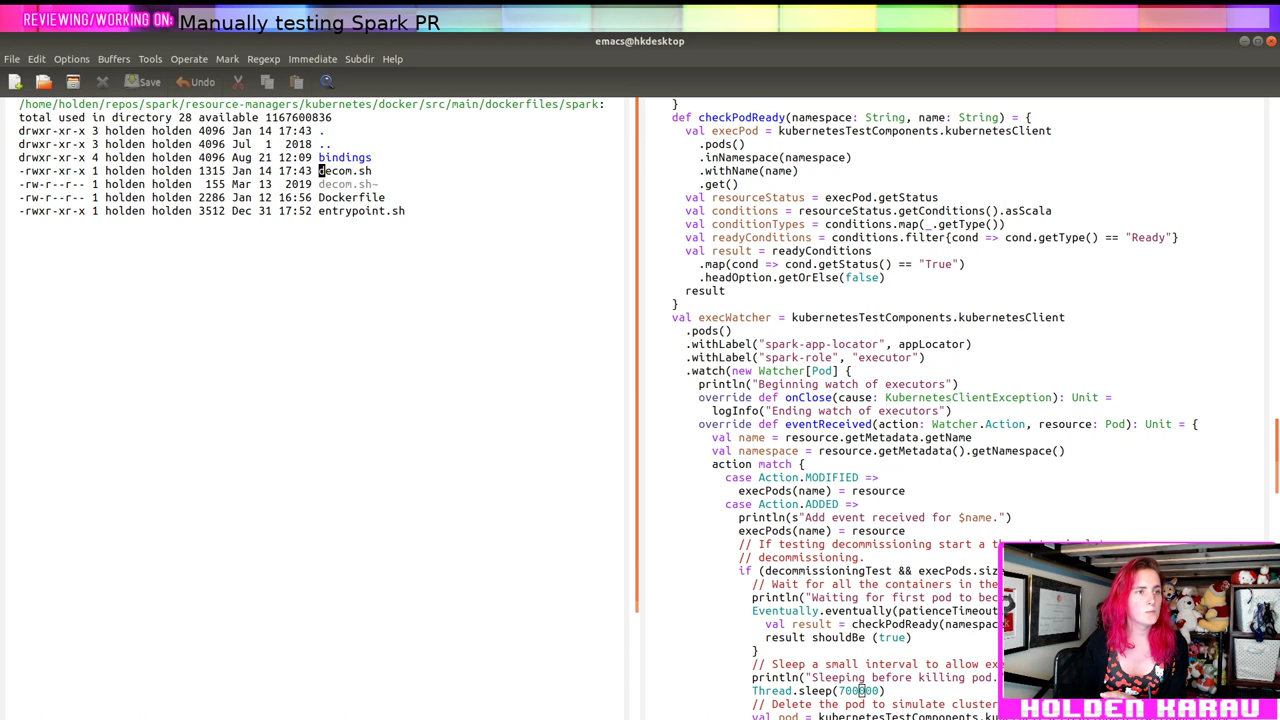 REVIEWING/WORKING ON: Manually testing Spark PR
emacs@hkdesktop
File Edit Options Buffers Tools Operate Mark Regexp Immediate Subdir Help
Save Undo
/home/holden/repos/spark/resource-managers/kubernetes/docker/src/main/dockerfiles/spark:
total used in directory 28 available 1167600836
drwxr-xr-x 3 holden holden 4096 Jan 14 17:43 .
drwxr-xr-x 3 holden holden 4096 Jul  1  2018 ..
drwxr-xr-x 4 holden holden 4096 Aug 21 12:09 bindings
-rwxr-xr-x 1 holden holden 1315 Jan 14 17:43 decom.sh
-rw-r--r-- 1 holden holden  155 Mar 13  2019 decom.sh~
-rw-r--r-- 1 holden holden 2286 Jan 12 16:56 Dockerfile
-rwxr-xr-x 1 holden holden 3512 Dec 31 17:52 entrypoint.sh
}
def checkPodReady(namespace: String, name: String) = {
val execPod = kubernetesTestComponents.kubernetesClient
.pods()
.inNamespace(namespace)
.withName(name)
.get()
val resourceStatus = execPod.getStatus
val conditions = resourceStatus.getConditions().asScala
val conditionTypes = conditions.map(_.getType())
val readyConditions = conditions.filter{cond => cond.getType() == "Ready"}
val result = readyConditions
.map(cond => cond.getStatus() == "True")
.headOption.getOrElse(false)
result
}
val execWatcher = kubernetesTestComponents.kubernetesClient
.pods()
.withLabel("spark-app-locator", appLocator)
.withLabel("spark-role", "executor")
.watch(new Watcher[Pod] {
println("Beginning watch of executors")
override def onClose(cause: KubernetesClientException): Unit =
logInfo("Ending watch of executors")
override def eventReceived(action: Watcher.Action, resource: Pod): Unit = {
val name = resource.getMetadata.getName
val namespace = resource.getMetadata().getNamespace()
action match {
case Action.MODIFIED =>
execPods(name) = resource
case Action.ADDED =>
println(s"Add event received for $name.")
execPods(name) = resource
// If testing decommissioning start a
// decommissioning.
if (decommissioningTest && execPods.siz
// Wait for all the containers in the
println("Waiting for first pod to bec
Eventually.eventually(patienceTimeout
val result = checkPodReady(namespac
result shouldBe (true)
}
// Sleep a small interval to allow ex
println("Sleeping before killing pod.
Thread.sleep(700000)
// Delete the pod to simulate cluster
val pod = kubernetesTestComponents.ku
HOLDEN KARAU